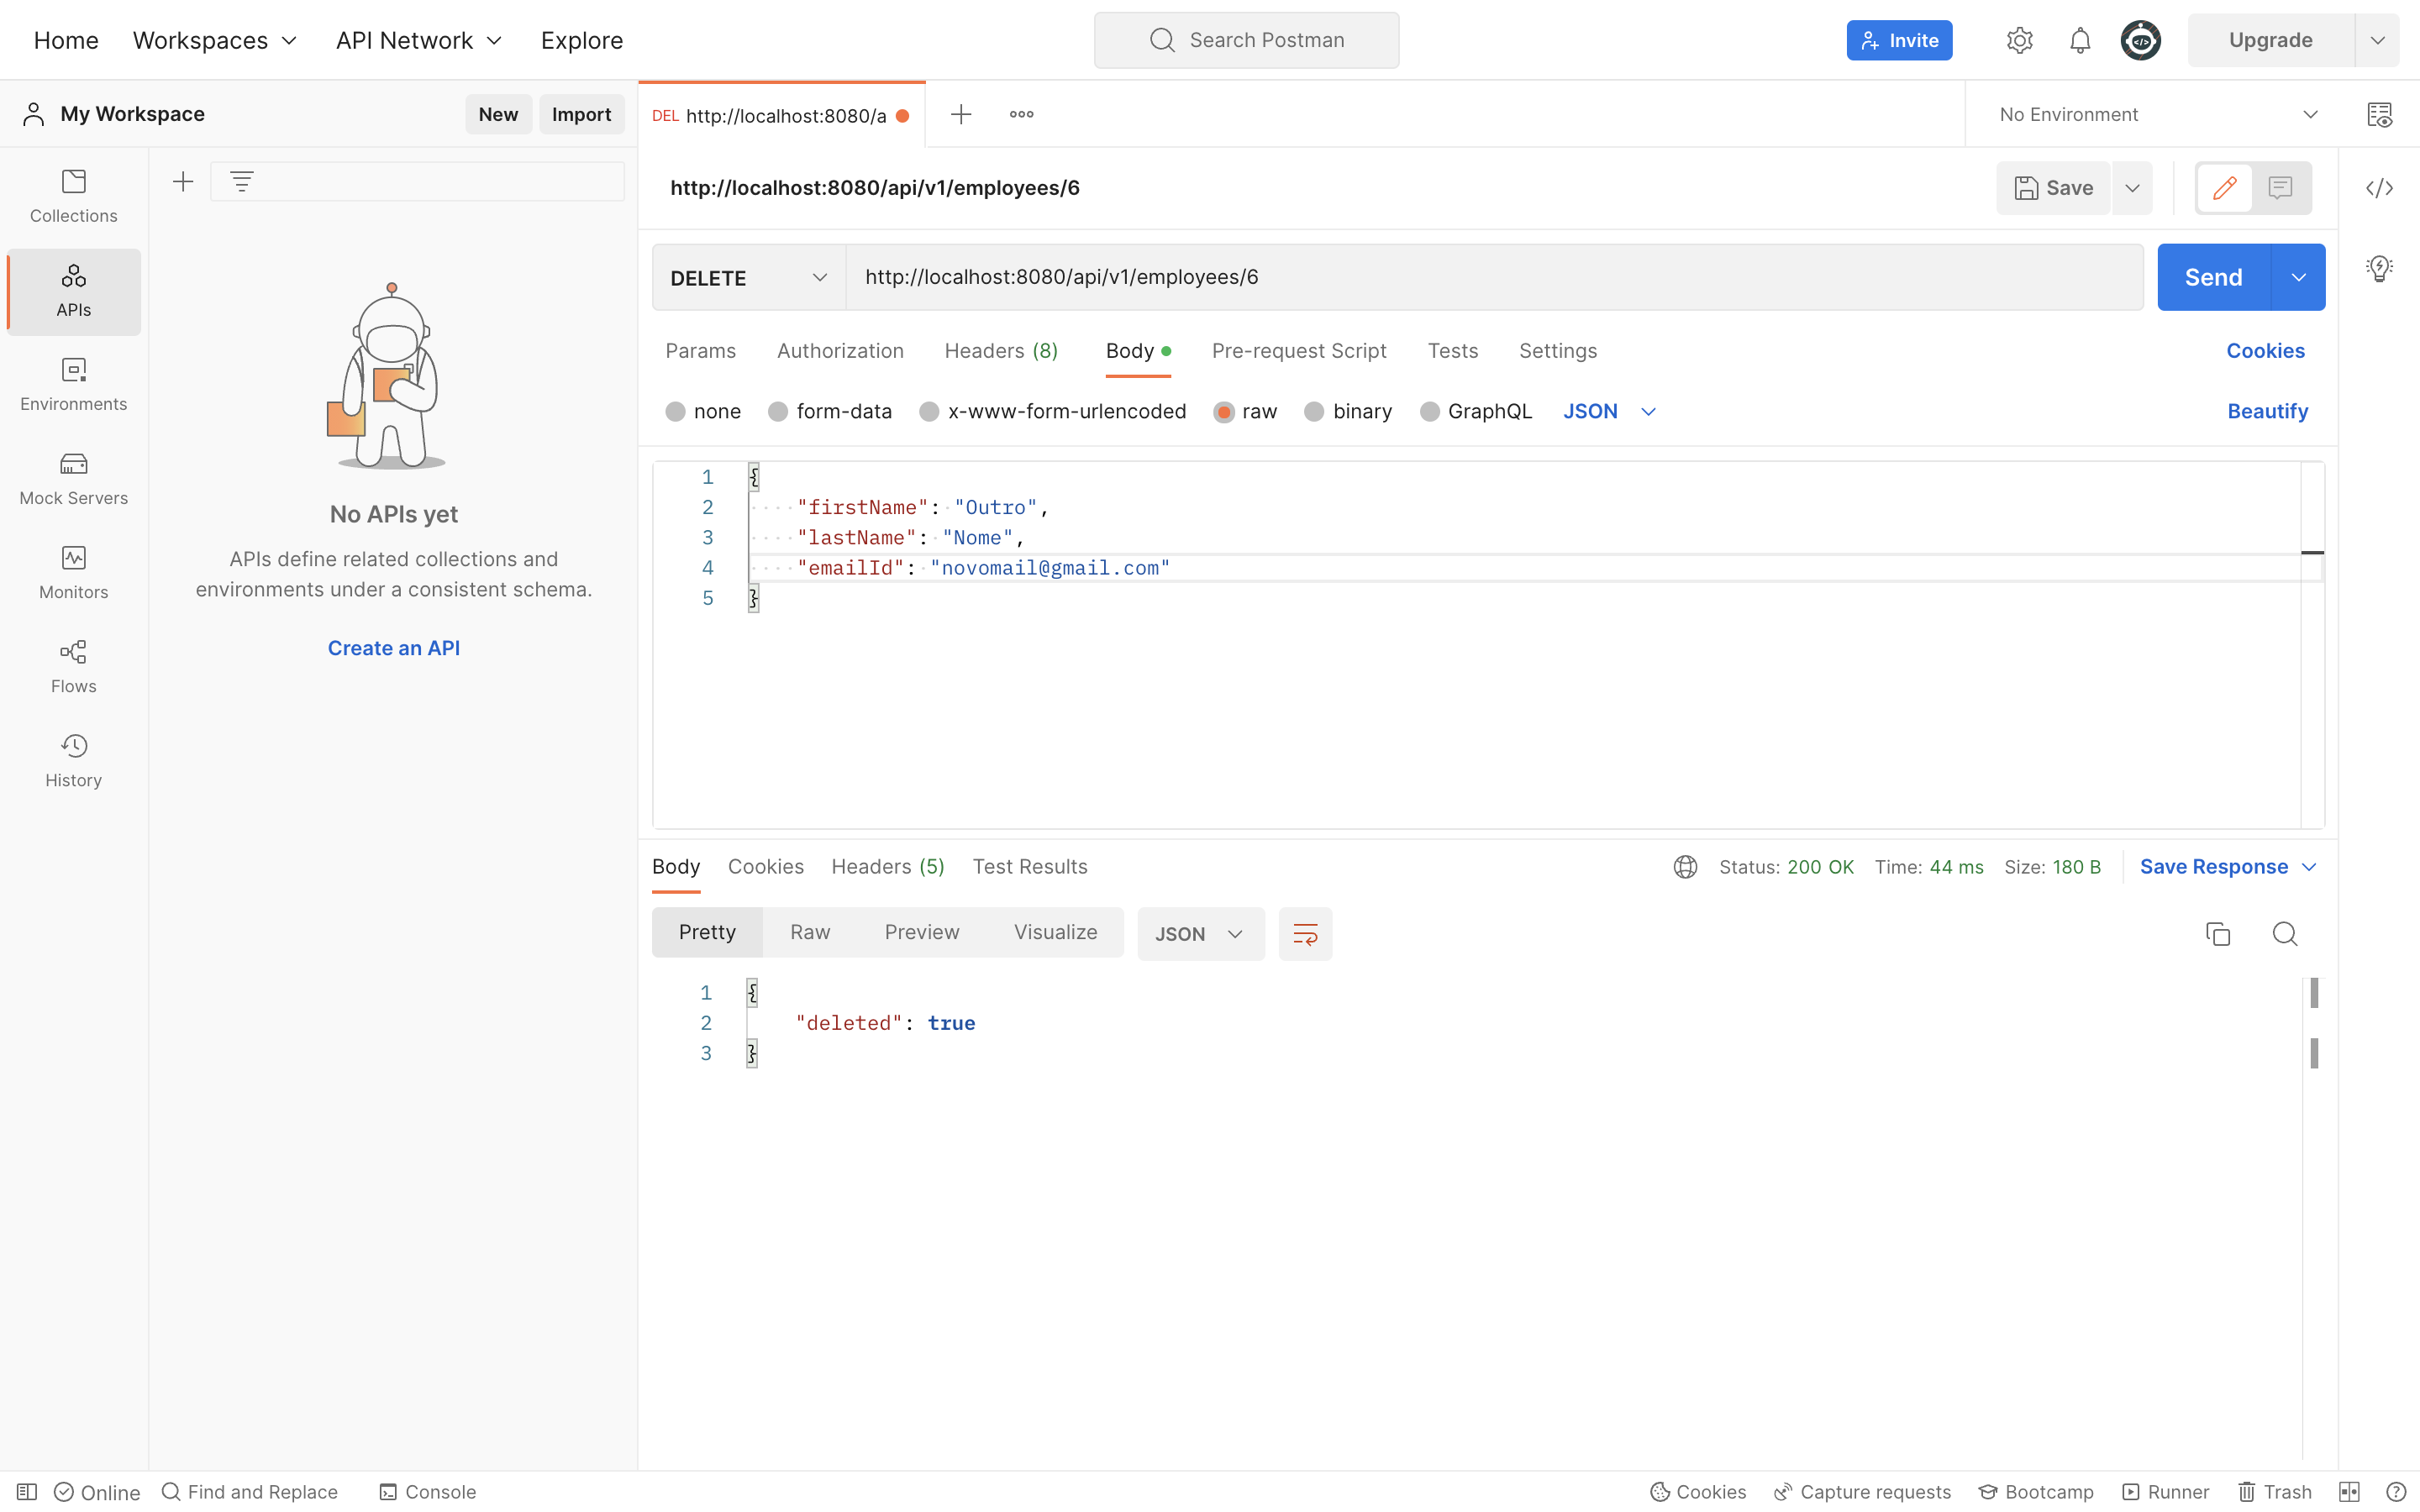 Home Workspaces API Network Explore Search Postman Invite Upgrade
My Workspace New Import
DEL http://localhost:8080/a No Environment
Collections
APIs
Environments
Mock Servers
Monitors
Flows
History
No APIs yet
APIs define related collections and
environments under a consistent schema.
Create an API
http://localhost:8080/api/v1/employees/6 Save
DELETE http://localhost:8080/api/v1/employees/6 Send
Params Authorization Headers (8) Body Pre-request Script Tests Settings Cookies
none form-data x-www-form-urlencoded raw binary GraphQL JSON Beautify
1 {
2 "firstName": "Outro",
3 "lastName": "Nome",
4 "emailId": "novomail@gmail.com"
5 }
Body Cookies Headers (5) Test Results Status: 200 OK Time: 44 ms Size: 180 B Save Response
Pretty Raw Preview Visualize JSON
1 {
2 "deleted": true
3 }
Online Find and Replace Console Cookies Capture requests Bootcamp Runner Trash